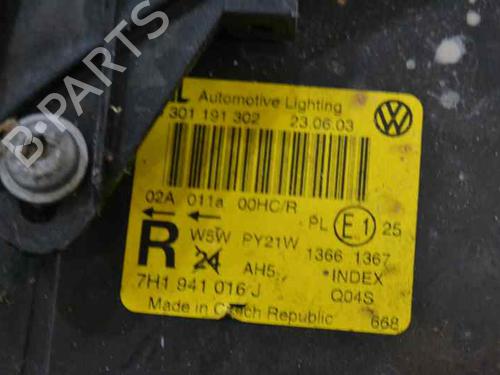 L Automotive Lighting
301 191 302 23.06.03
02A 011a 00HC/R
R W5W PY21W PL E1 25
24 AH5 1366 1367
7H1 941 016 J *INDEX
Q04S
Made in Czech Republic 668
B-PARTS